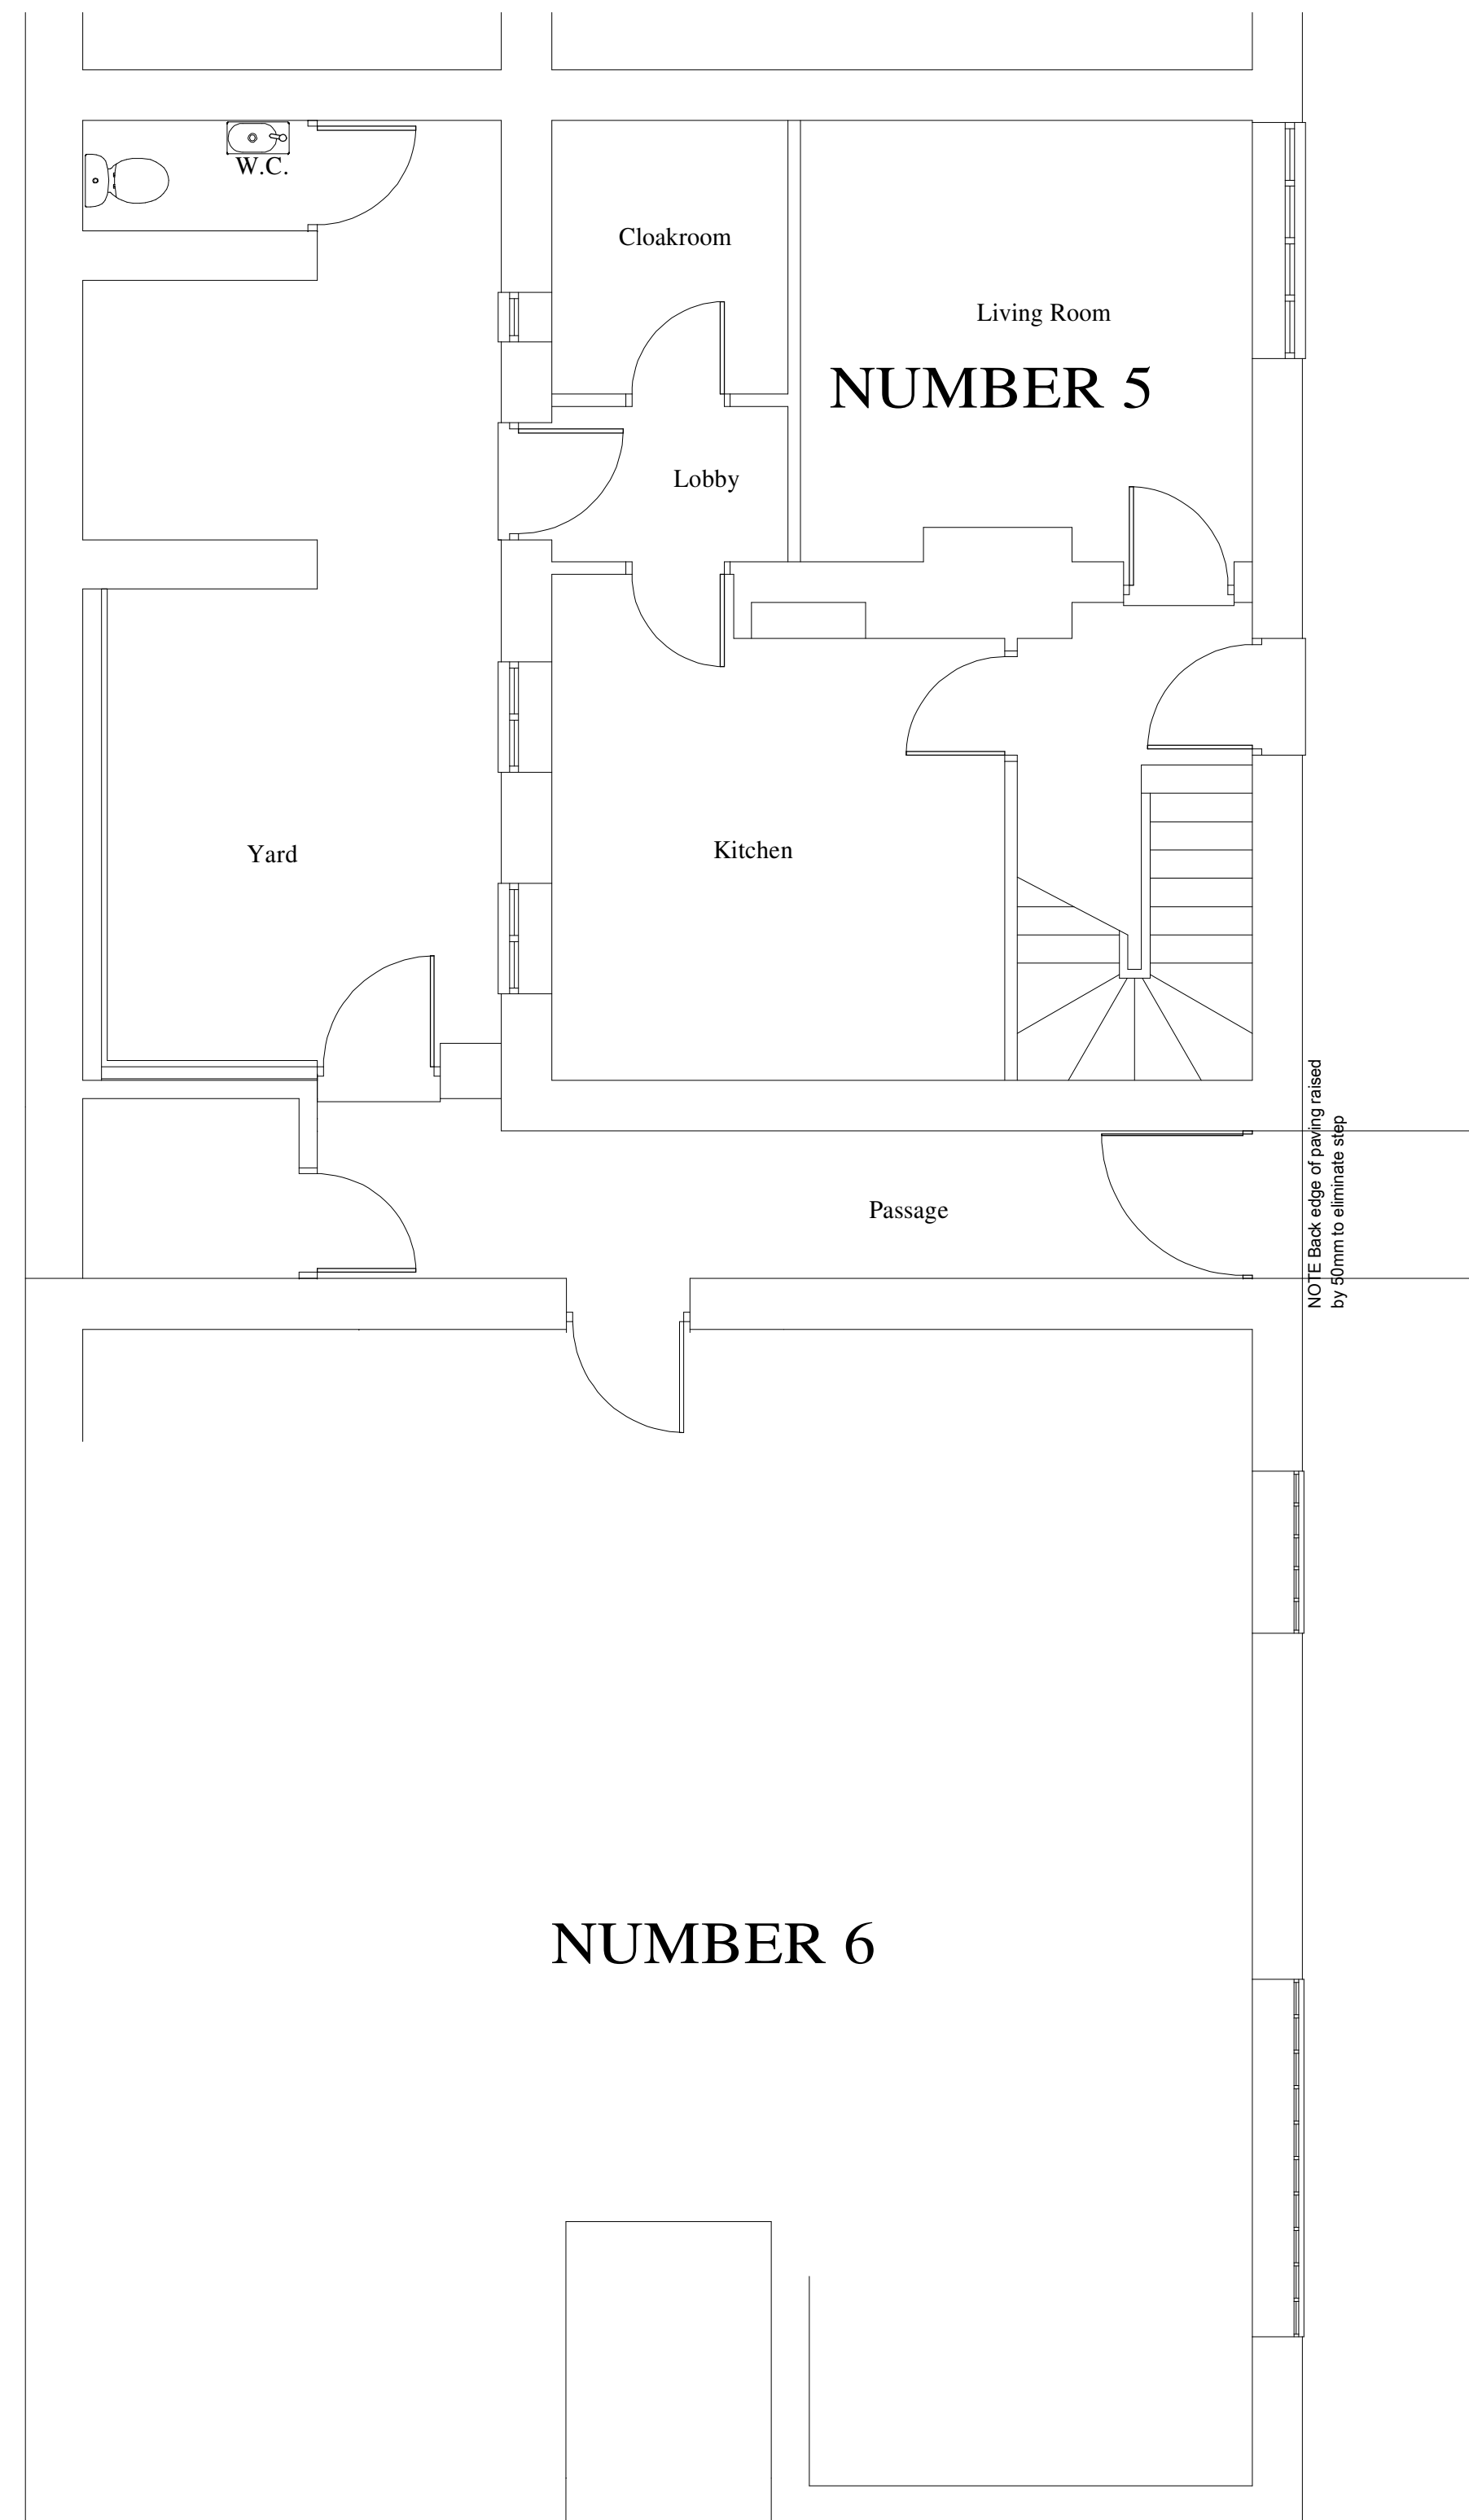 W.C.
Cloakroom
Living Room
NUMBER 5
Lobby
Yard
Kitchen
Passage
NOTE Back edge of paving raised
by 50mm to eliminate step
NUMBER 6